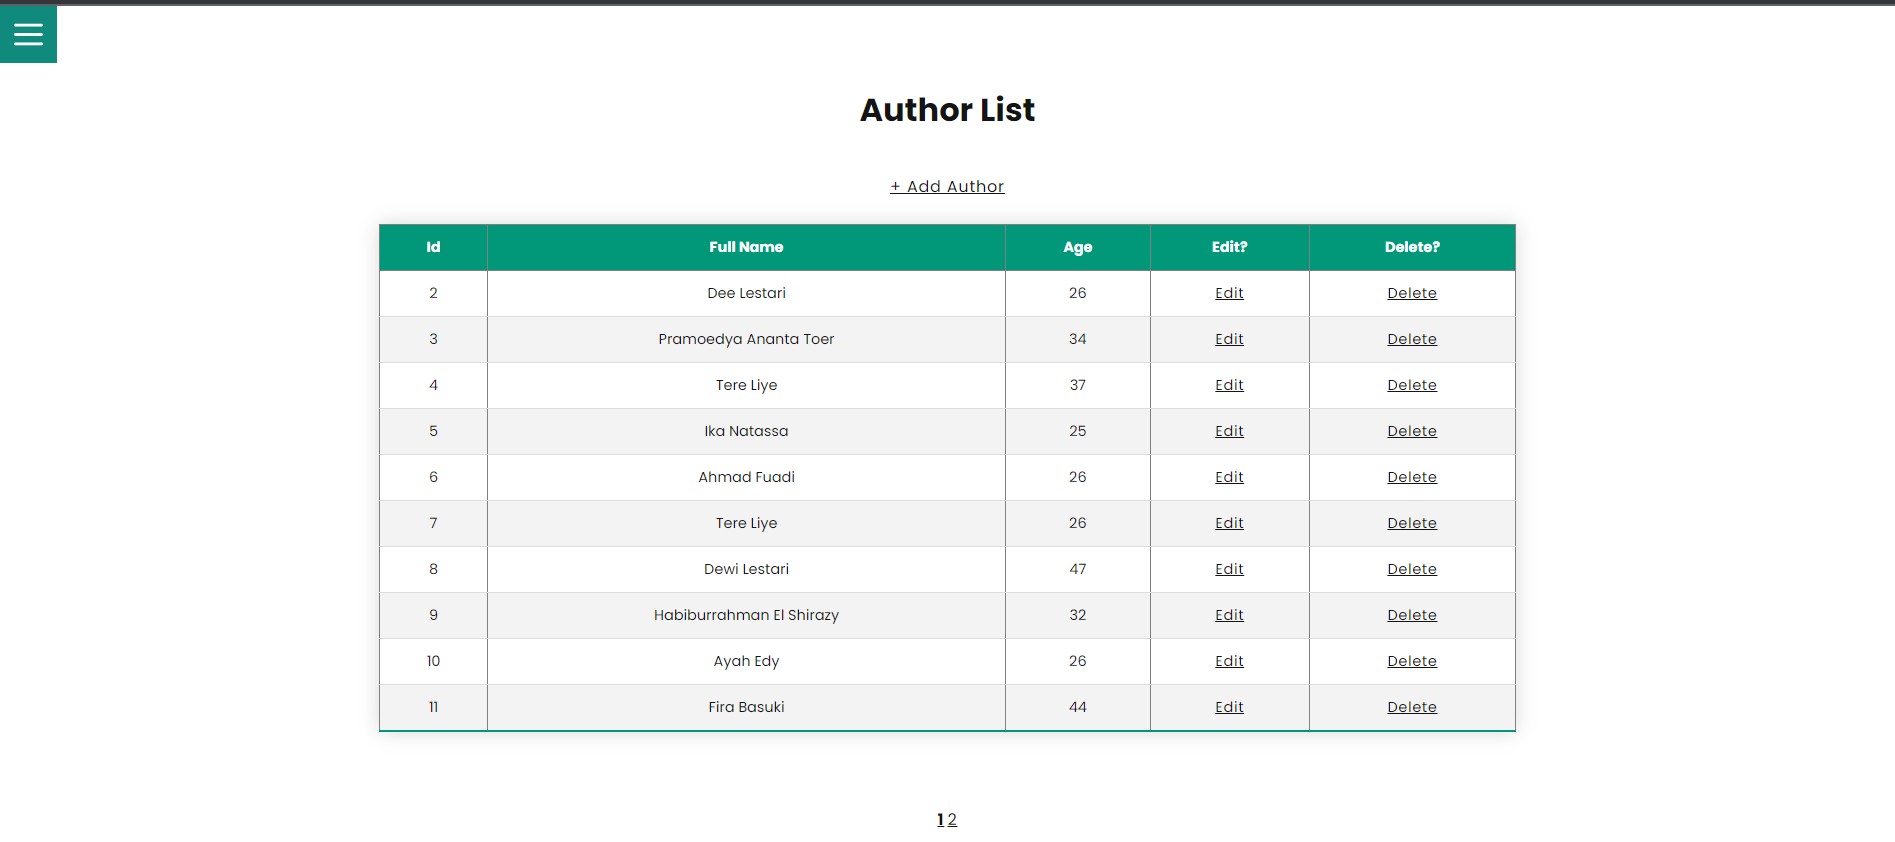 Author List
+ Add Author
Id Full Name Age Edit? Delete?
2 Dee Lestari 26 Edit Delete
3 Pramoedya Ananta Toer 34 Edit Delete
4 Tere Liye 37 Edit Delete
5 Ika Natassa 25 Edit Delete
6 Ahmad Fuadi 26 Edit Delete
7 Tere Liye 26 Edit Delete
8 Dewi Lestari 47 Edit Delete
9 Habiburrahman El Shirazy 32 Edit Delete
10 Ayah Edy 26 Edit Delete
11 Fira Basuki 44 Edit Delete
1 2